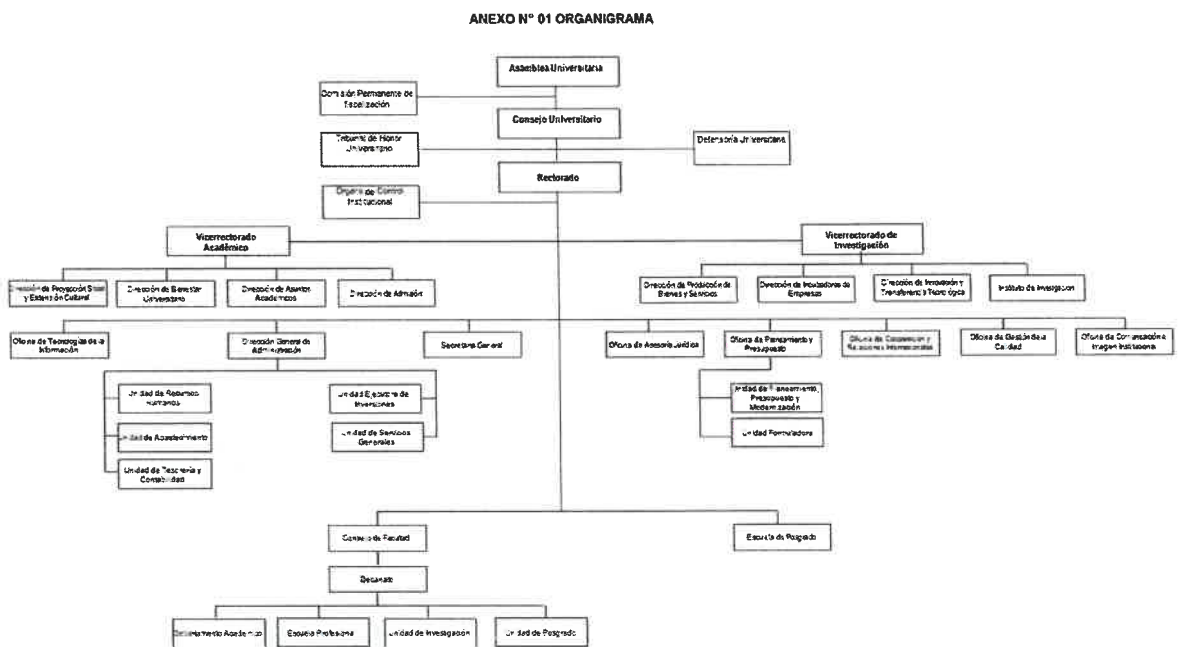 ANEXO N° 01 ORGANIGRAMA
Asamblea Universitaria
Comisión Permanente de
fiscalización
Consejo Universitario
Tribunal de Honor
Universitario
Defensoría Universitaria
Rectorado
Órgano de Control
Institucional
Vicerrectorado
Académico
Vicerrectorado de
Investigación
Dirección de Proyección Social
y Extensión Cultural
Dirección de Bienestar
Universitario
Dirección de Asuntos
Académicos
Dirección de Admisión
Dirección de Producción de
Bienes y Servicios
Dirección de Incubadoras de
Empresas
Dirección de Innovación y
Transferencia Tecnológica
Instituto de Investigación
Oficina de Tecnologías de la
Información
Dirección General de
Administración
Secretaría General
Oficina de Asesoría Jurídica
Oficina de Planeamiento y
Presupuesto
Oficina de Cooperación y
Relaciones Internacionales
Oficina de Gestión de la
Calidad
Oficina de Comunicación e
Imagen Institucional
Unidad de Recursos
Humanos
Unidad Ejecutora de
Inversiones
Unidad de Planeamiento,
Presupuesto y
Modernización
Unidad de Abastecimiento
Unidad de Servicios
Generales
Unidad Formuladora
Unidad de Tesorería y
Contabilidad
Consejo de Facultad
Escuela de Posgrado
Decanato
Departamento Académico
Escuela Profesional
Unidad de Investigación
Unidad de Posgrado